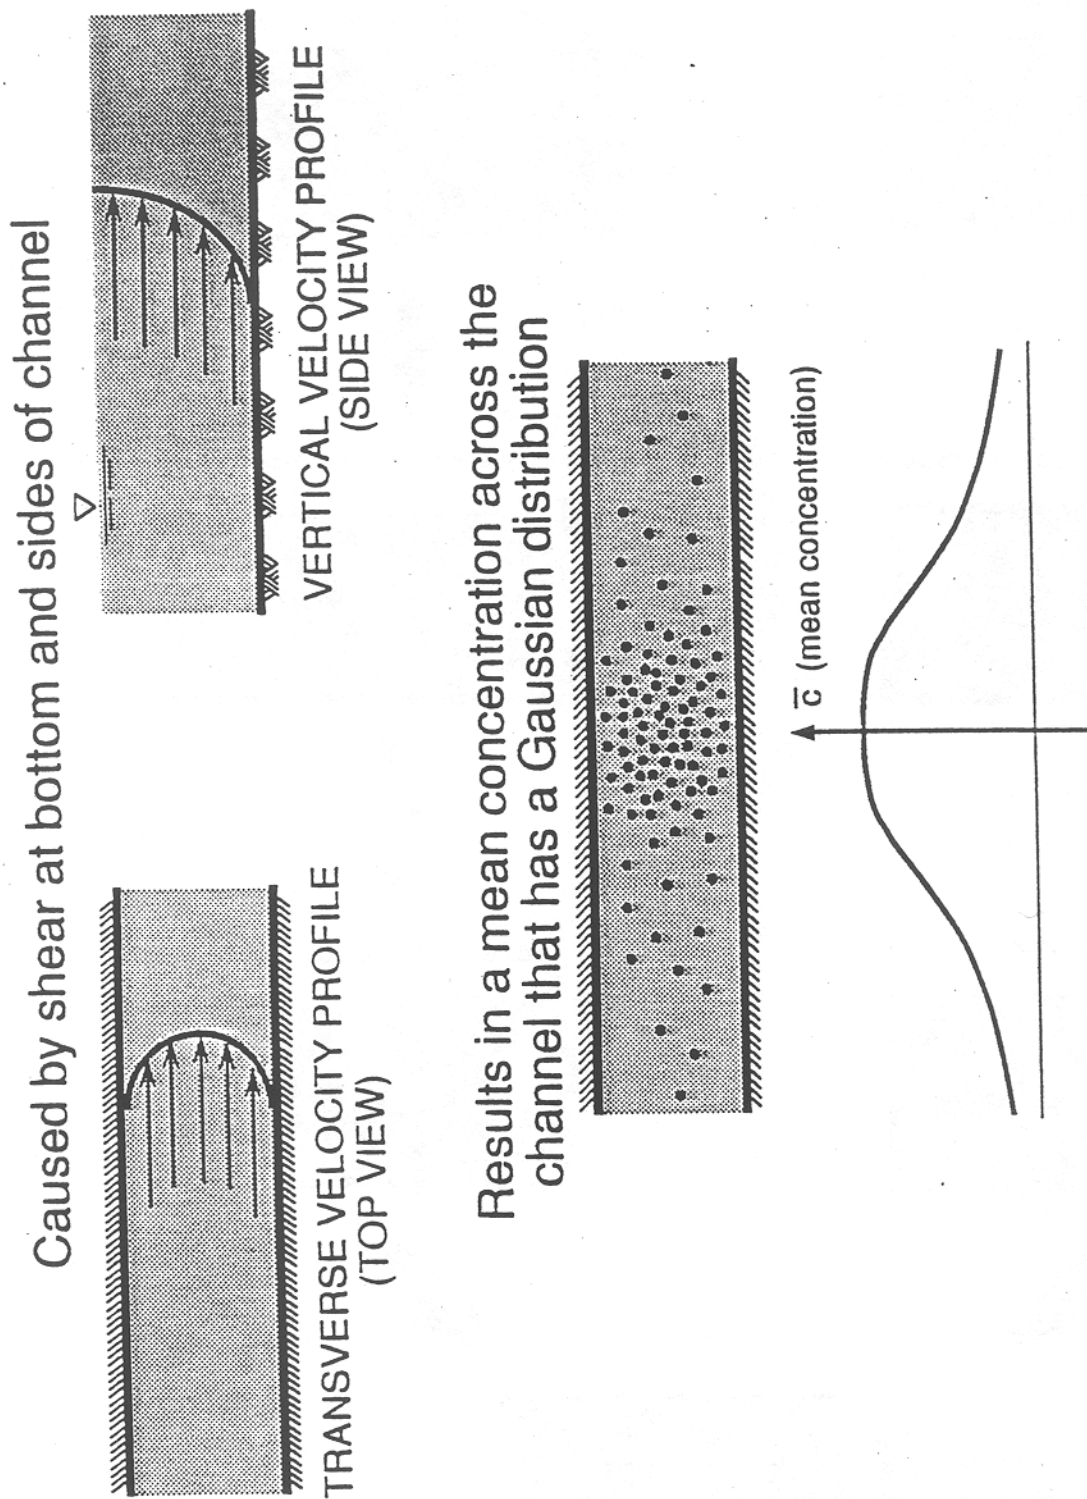 Caused by shear at bottom and sides of channel
TRANSVERSE VELOCITY PROFILE
(TOP VIEW)
VERTICAL VELOCITY PROFILE
(SIDE VIEW)
Results in a mean concentration across the
channel that has a Gaussian distribution
c̅ (mean concentration)